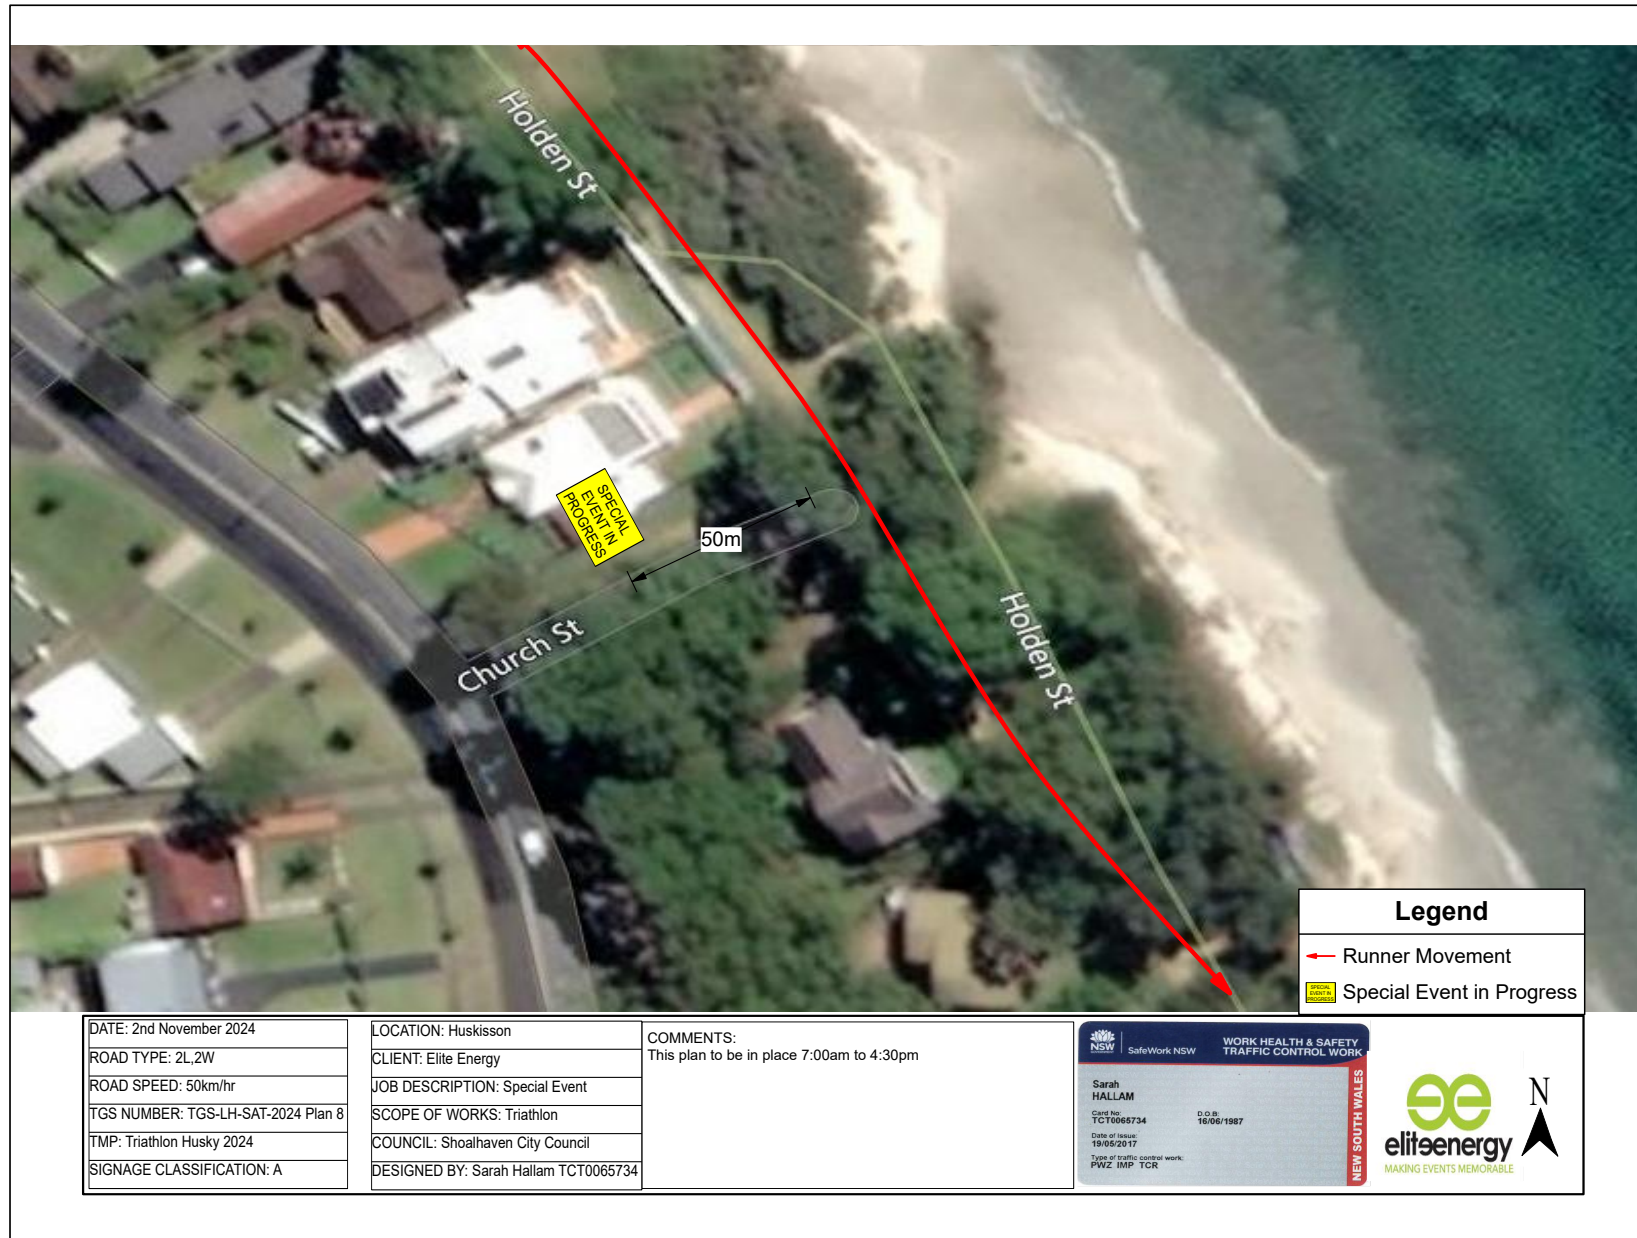 Holden St
SPECIAL
EVENT IN
PROGRESS
50m
Church St
Holden St
Legend
Runner Movement
SPECIAL
EVENT IN
PROGRESS
Special Event in Progress
DATE: 2nd November 2024
ROAD TYPE: 2L,2W
ROAD SPEED: 50km/hr
TGS NUMBER: TGS-LH-SAT-2024 Plan 8
TMP: Triathlon Husky 2024
SIGNAGE CLASSIFICATION: A
LOCATION: Huskisson
CLIENT: Elite Energy
JOB DESCRIPTION: Special Event
SCOPE OF WORKS: Triathlon
COUNCIL: Shoalhaven City Council
DESIGNED BY: Sarah Hallam TCT0065734
COMMENTS:
This plan to be in place 7:00am to 4:30pm
NSW
SafeWork NSW
WORK HEALTH & SAFETY
TRAFFIC CONTROL WORK
Sarah
HALLAM
Card No:
TCT0065734
D.O.B:
16/06/1987
Date of Issue:
19/05/2017
Type of traffic control work:
PWZ IMP TCR
NEW SOUTH WALES
eliteenergy
MAKING EVENTS MEMORABLE
N